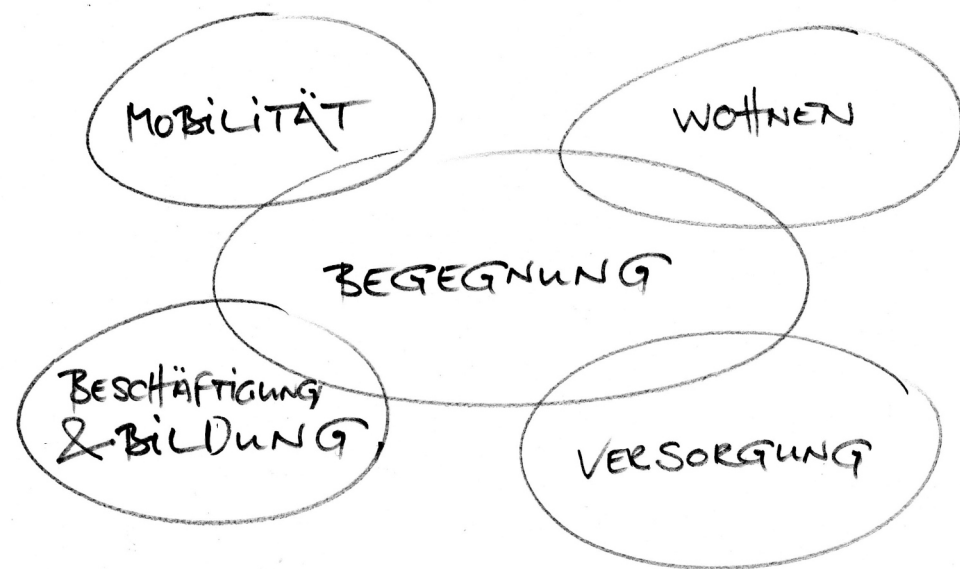 MOBiLiTÄT
WOHNEN
BEGEGNUNG
BESCHÄFTiGUNG
& BiLDUNG
VERSORGUNG